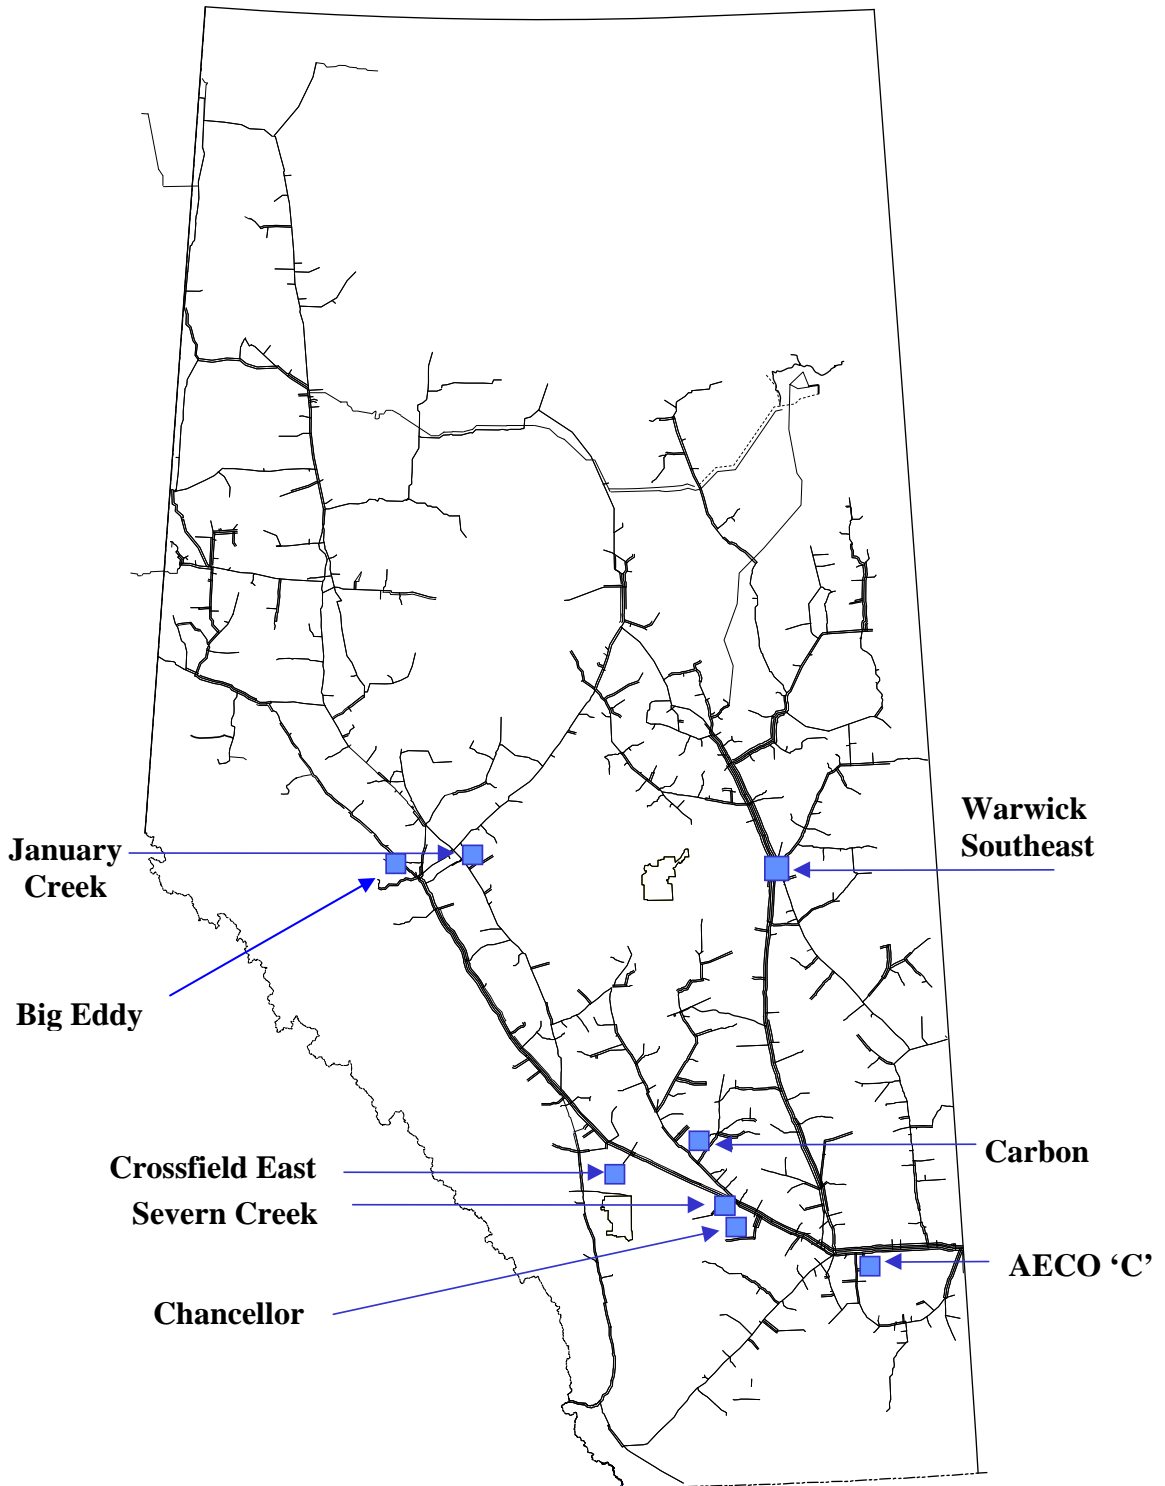 Warwick
Southeast
January
Creek
Big Eddy
Carbon
Crossfield East
Severn Creek
AECO ‘C’
Chancellor